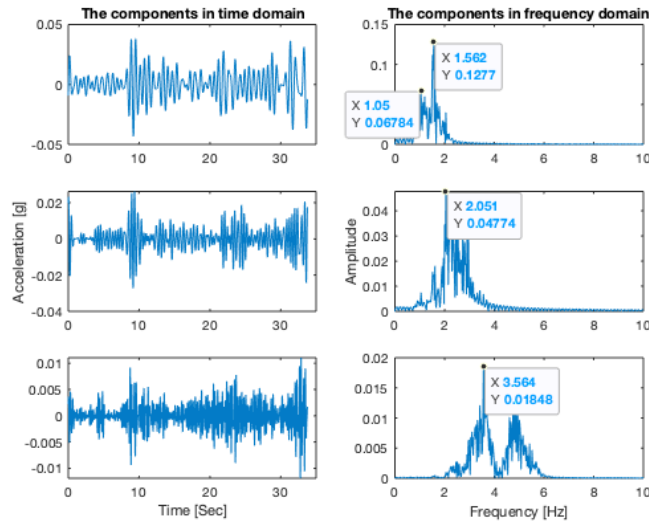 The components in time domain
0.05
0
-0.05
0 10 20 30
0.02
0
-0.02
-0.04
0 10 20 30
Acceleration [g]
0.01
0.005
0
-0.005
-0.01
0 10 20 30
Time [Sec]
The components in frequency domain
0.15
0.1
0
X 1.562
Y 0.1277
X 1.05
Y 0.06784
0 2 4 6 8 10
0.04
0.03
0.02
0.01
0
X 2.051
Y 0.04774
0 2 4 6 8 10
Amplitude
0.02
0.015
0.01
0.005
0
X 3.564
Y 0.01848
0 2 4 6 8 10
Frequency [Hz]